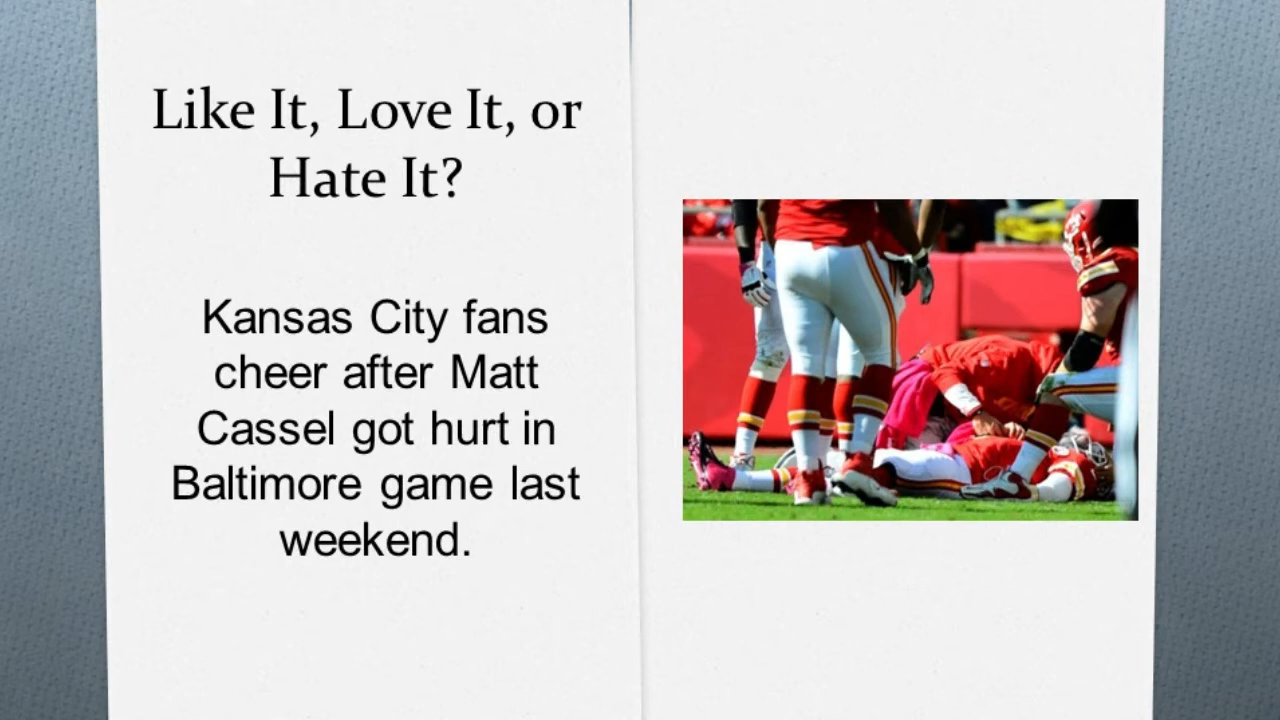 Like It, Love It, or
Hate It?
Kansas City fans
cheer after Matt
Cassel got hurt in
Baltimore game last
weekend.